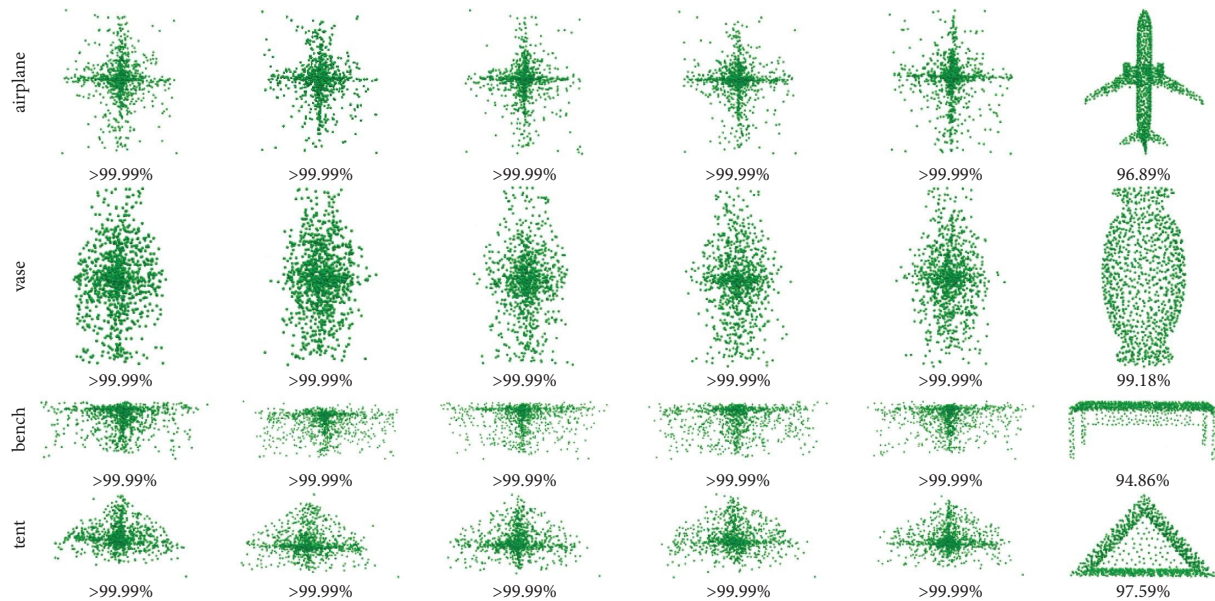 airplane
>99.99% >99.99% >99.99% >99.99% >99.99% 96.89%
vase
>99.99% >99.99% >99.99% >99.99% >99.99% 99.18%
bench
>99.99% >99.99% >99.99% >99.99% >99.99% 94.86%
tent
>99.99% >99.99% >99.99% >99.99% >99.99% 97.59%